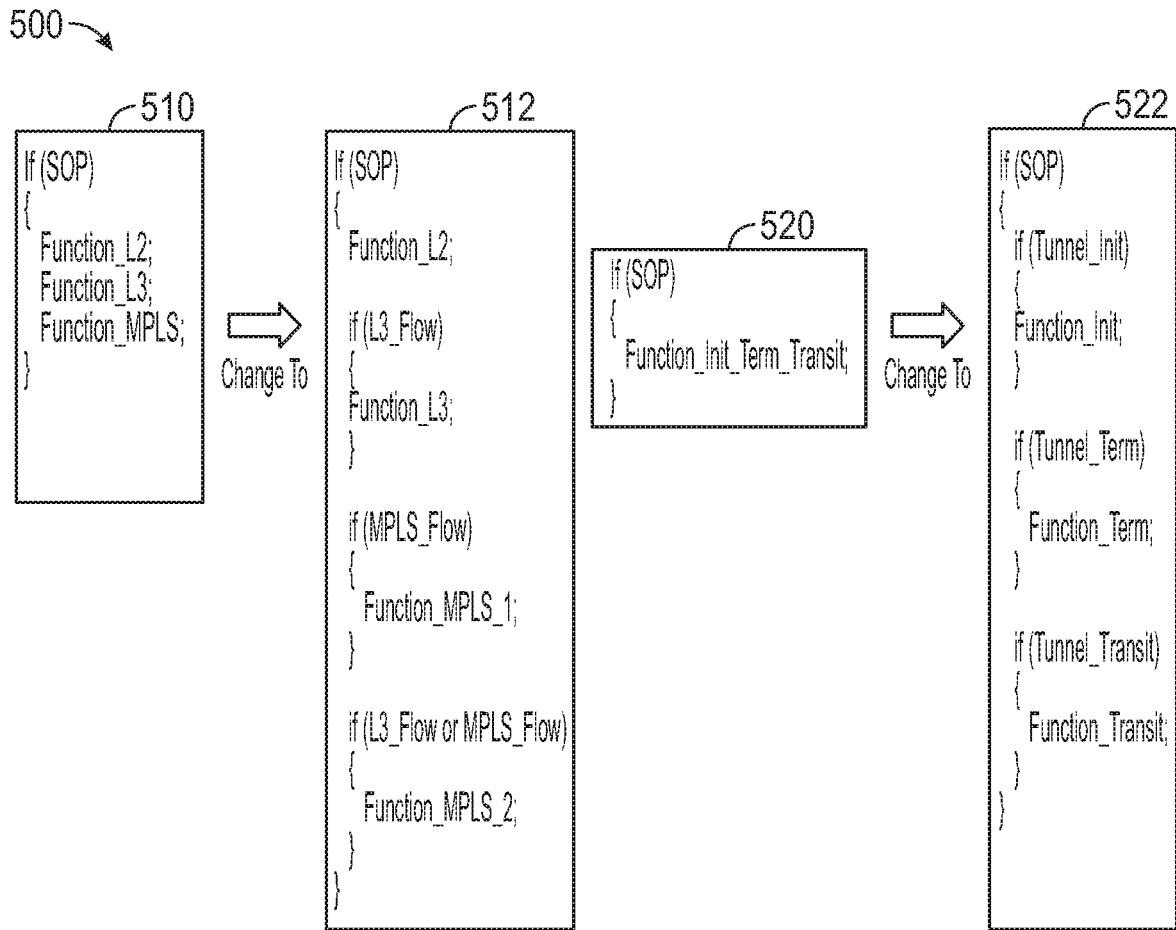 500
510
If (SOP)
{
Function_L2;
Function_L3;
Function_MPLS;
}
Change To
512
If (SOP)
{
Function_L2;
if (L3_Flow)
{
Function_L3;
}
if (MPLS_Flow)
{
Function_MPLS_1;
}
if (L3_Flow or MPLS_Flow)
{
Function_MPLS_2;
}
}
520
if (SOP)
{
Function_Init_Term_Transit;
}
Change To
522
if (SOP)
{
if (Tunnel_Init)
{
Function_Init;
}
if (Tunnel_Term)
{
Function_Term;
}
if (Tunnel_Transit)
{
Function_Transit;
}
}